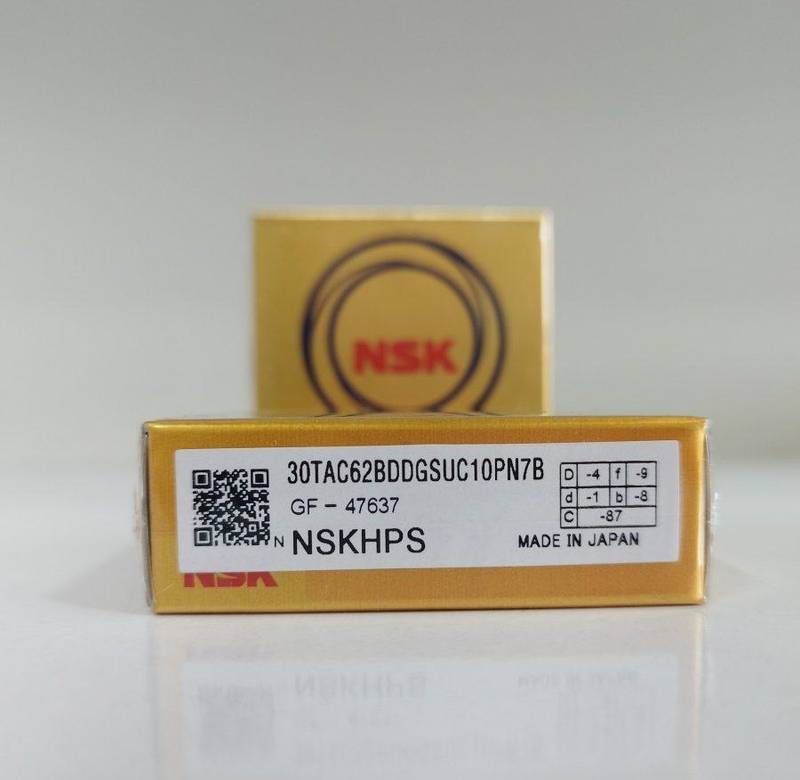 NSK
30TAC62BDDGSUC10PN7B
GF - 47637
N NSKHPS
D -4 f -9
d -1 b -8
C -87
MADE IN JAPAN
NSK